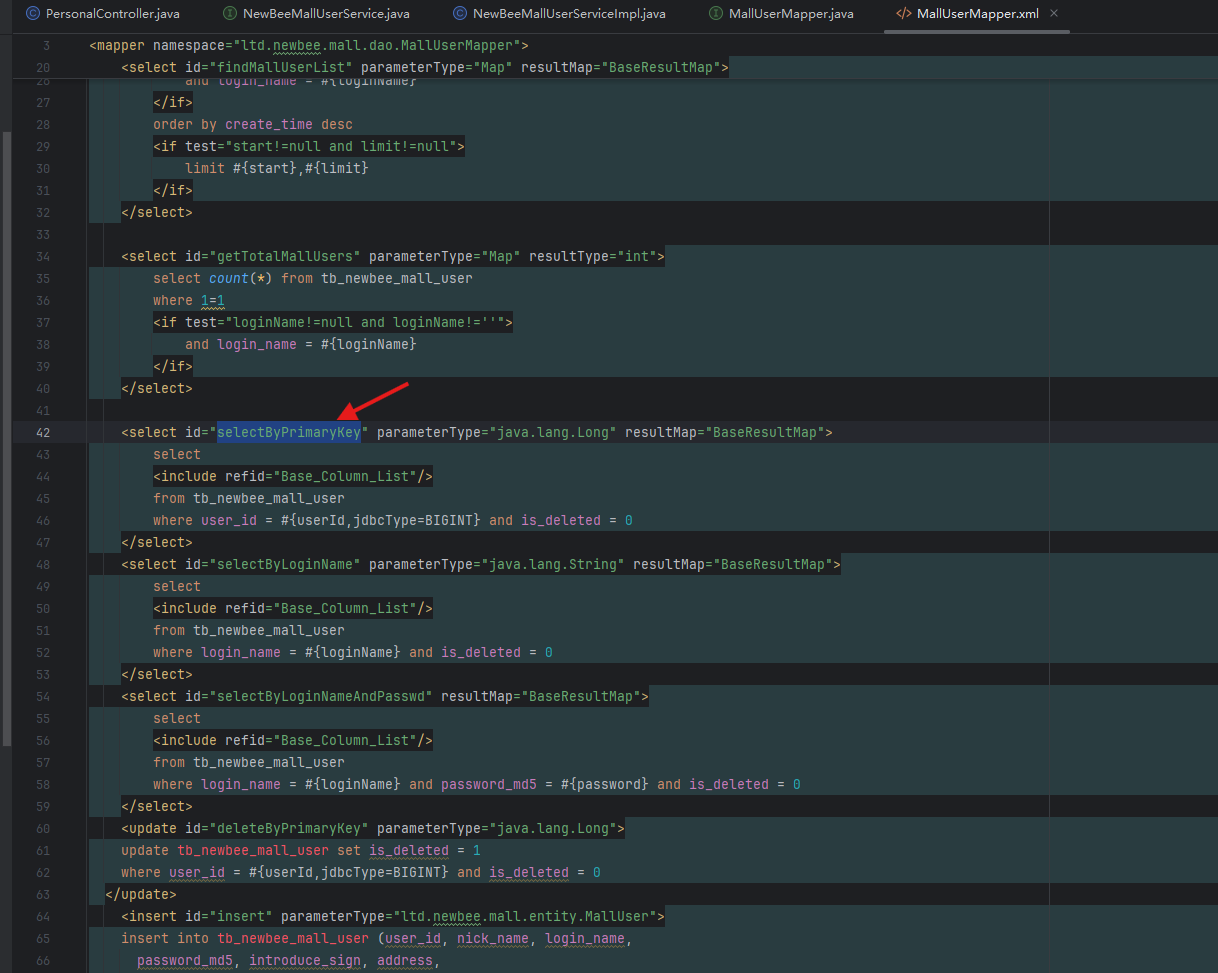 PersonalController.java NewBeeMallUserService.java NewBeeMallUserServiceImpl.java MallUserMapper.java MallUserMapper.xml
3 <mapper namespace="ltd.newbee.mall.dao.MallUserMapper">
20 <select id="findMallUserList" parameterType="Map" resultMap="BaseResultMap">
26 and login_name = #{loginName}
27 </if>
28 order by create_time desc
29 <if test="start!=null and limit!=null">
30 limit #{start},#{limit}
31 </if>
32 </select>
33
34 <select id="getTotalMallUsers" parameterType="Map" resultType="int">
35 select count(*) from tb_newbee_mall_user
36 where 1=1
37 <if test="loginName!=null and loginName!=''">
38 and login_name = #{loginName}
39 </if>
40 </select>
41
42 <select id="selectByPrimaryKey" parameterType="java.lang.Long" resultMap="BaseResultMap">
43 select
44 <include refid="Base_Column_List"/>
45 from tb_newbee_mall_user
46 where user_id = #{userId,jdbcType=BIGINT} and is_deleted = 0
47 </select>
48 <select id="selectByLoginName" parameterType="java.lang.String" resultMap="BaseResultMap">
49 select
50 <include refid="Base_Column_List"/>
51 from tb_newbee_mall_user
52 where login_name = #{loginName} and is_deleted = 0
53 </select>
54 <select id="selectByLoginNameAndPasswd" resultMap="BaseResultMap">
55 select
56 <include refid="Base_Column_List"/>
57 from tb_newbee_mall_user
58 where login_name = #{loginName} and password_md5 = #{password} and is_deleted = 0
59 </select>
60 <update id="deleteByPrimaryKey" parameterType="java.lang.Long">
61 update tb_newbee_mall_user set is_deleted = 1
62 where user_id = #{userId,jdbcType=BIGINT} and is_deleted = 0
63 </update>
64 <insert id="insert" parameterType="ltd.newbee.mall.entity.MallUser">
65 insert into tb_newbee_mall_user (user_id, nick_name, login_name,
66 password_md5, introduce_sign, address,